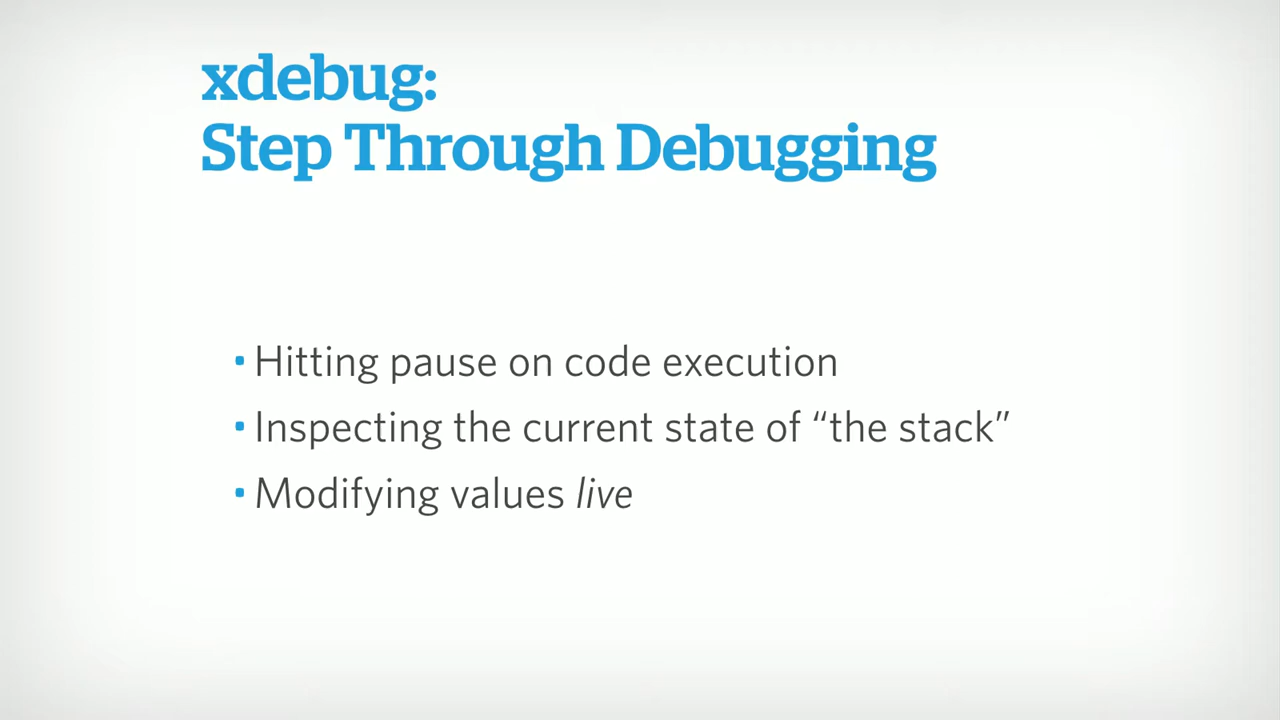 xdebug:
Step Through Debugging
• Hitting pause on code execution
• Inspecting the current state of “the stack”
• Modifying values live